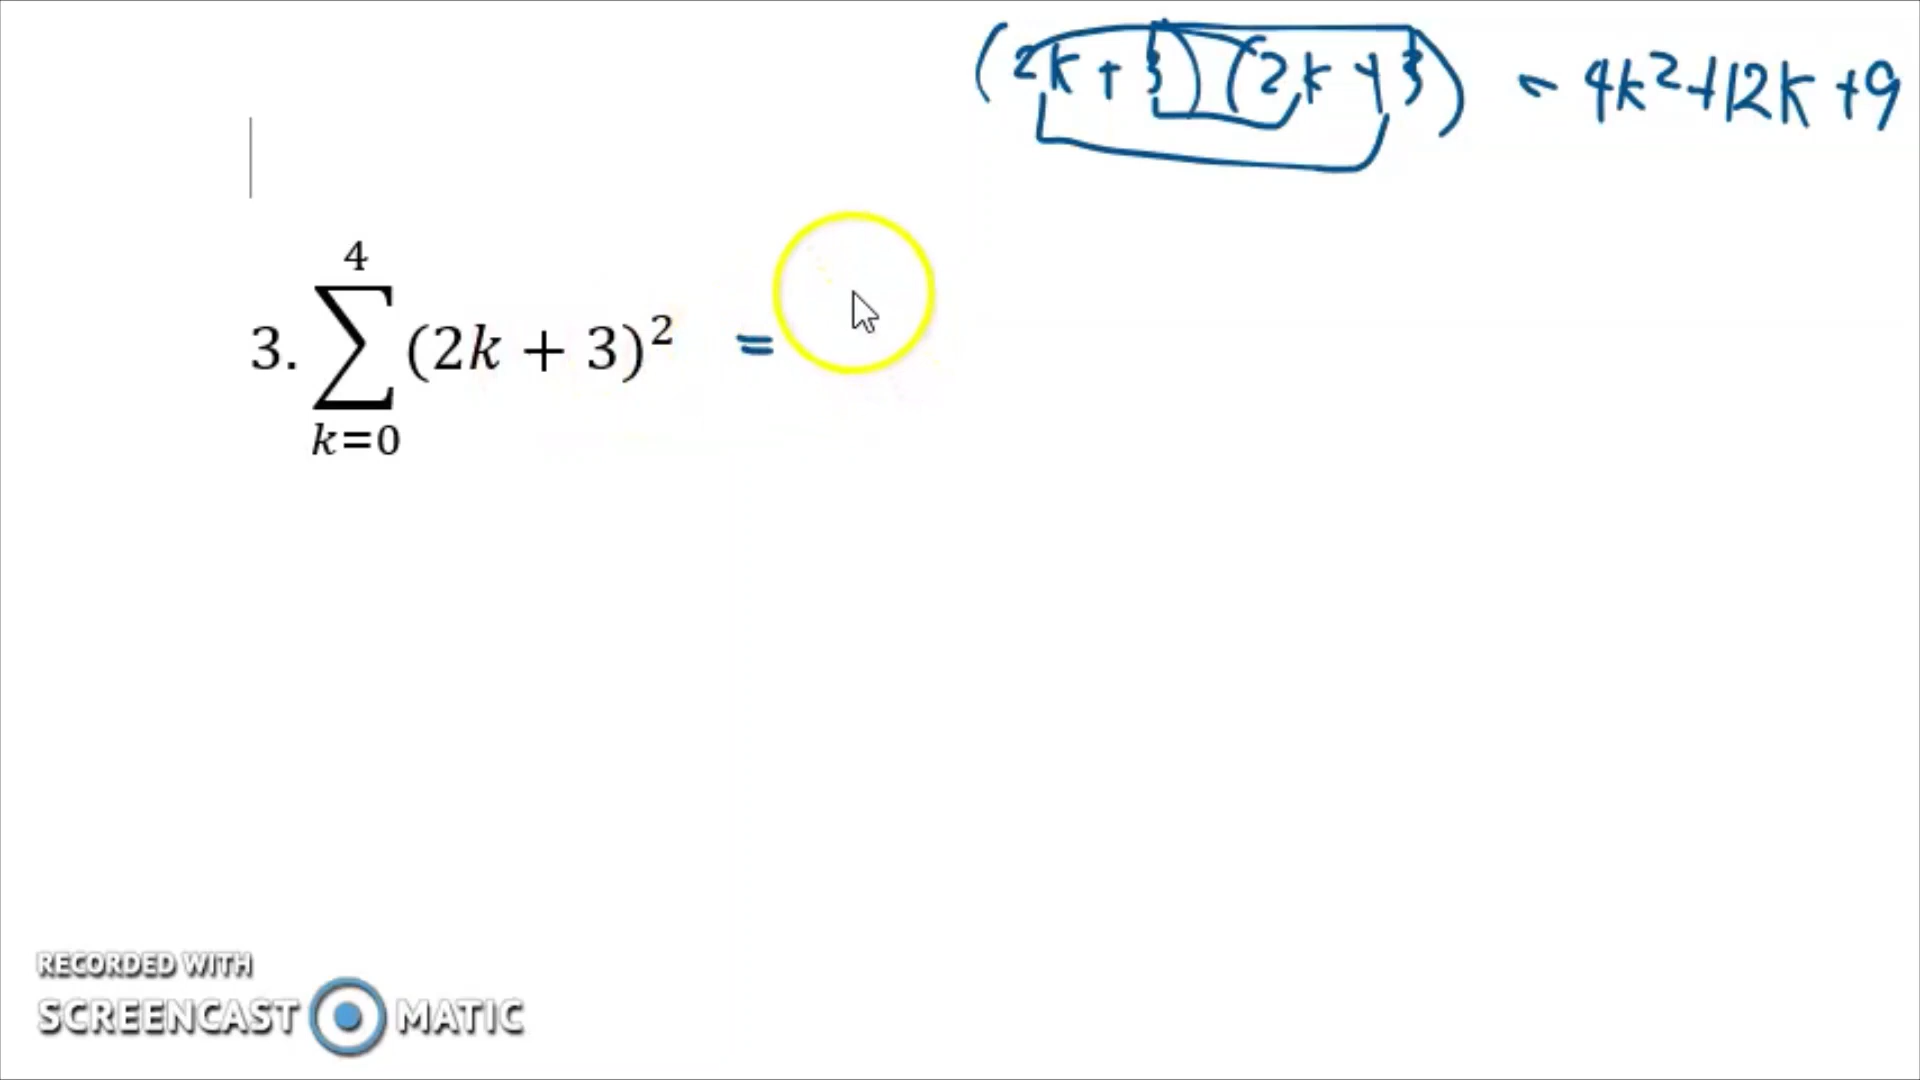 (2k + 3)(2k + 3) = 4k²+12k+9
4
3. ∑(2k + 3)² =
k=0
RECORDED WITH
SCREENCAST MATIC